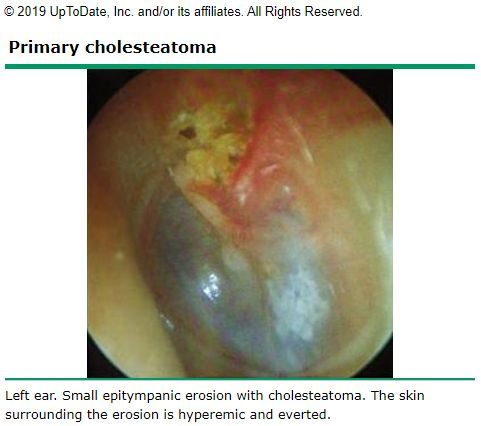 © 2019 UpToDate, Inc. and/or its affiliates. All Rights Reserved.
Primary cholesteatoma
Left ear. Small epitympanic erosion with cholesteatoma. The skin
surrounding the erosion is hyperemic and everted.